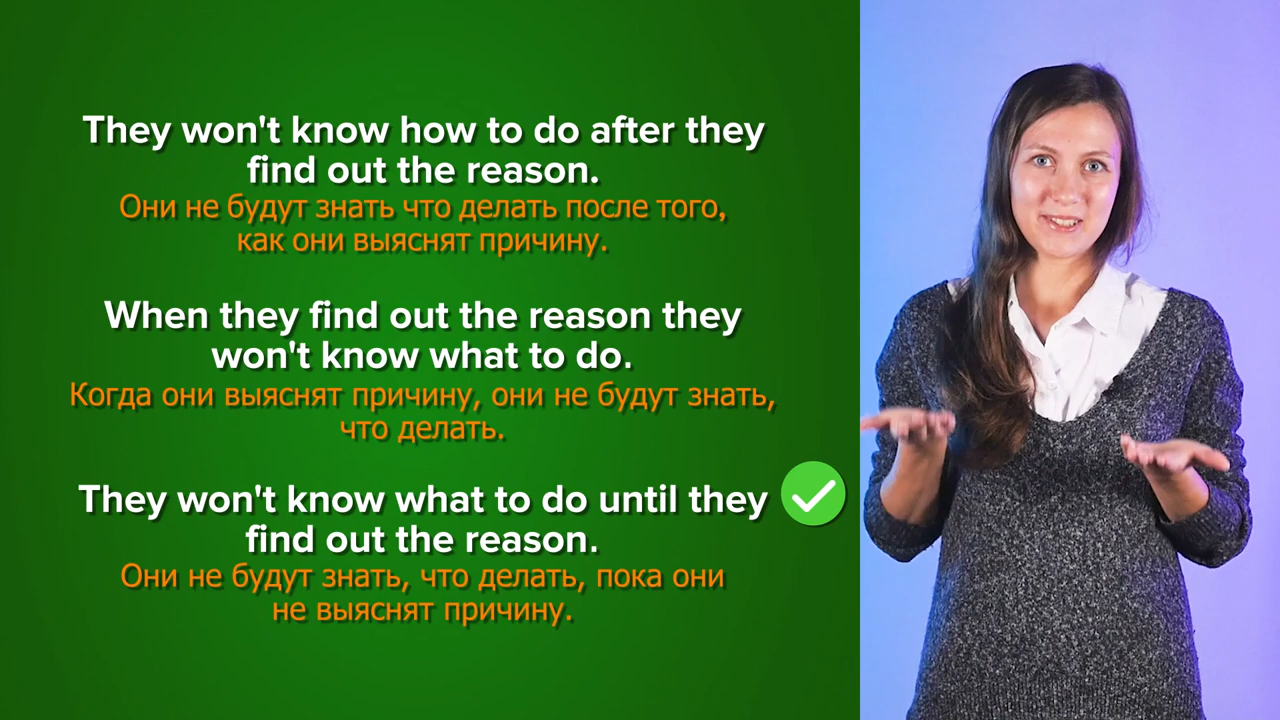 They won't know how to do after they
find out the reason.
Они не будут знать что делать после того,
как они выяснят причину.
When they find out the reason they
won't know what to do.
Когда они выяснят причину, они не будут знать,
что делать.
They won't know what to do until they
find out the reason.
Они не будут знать, что делать, пока они
не выяснят причину.